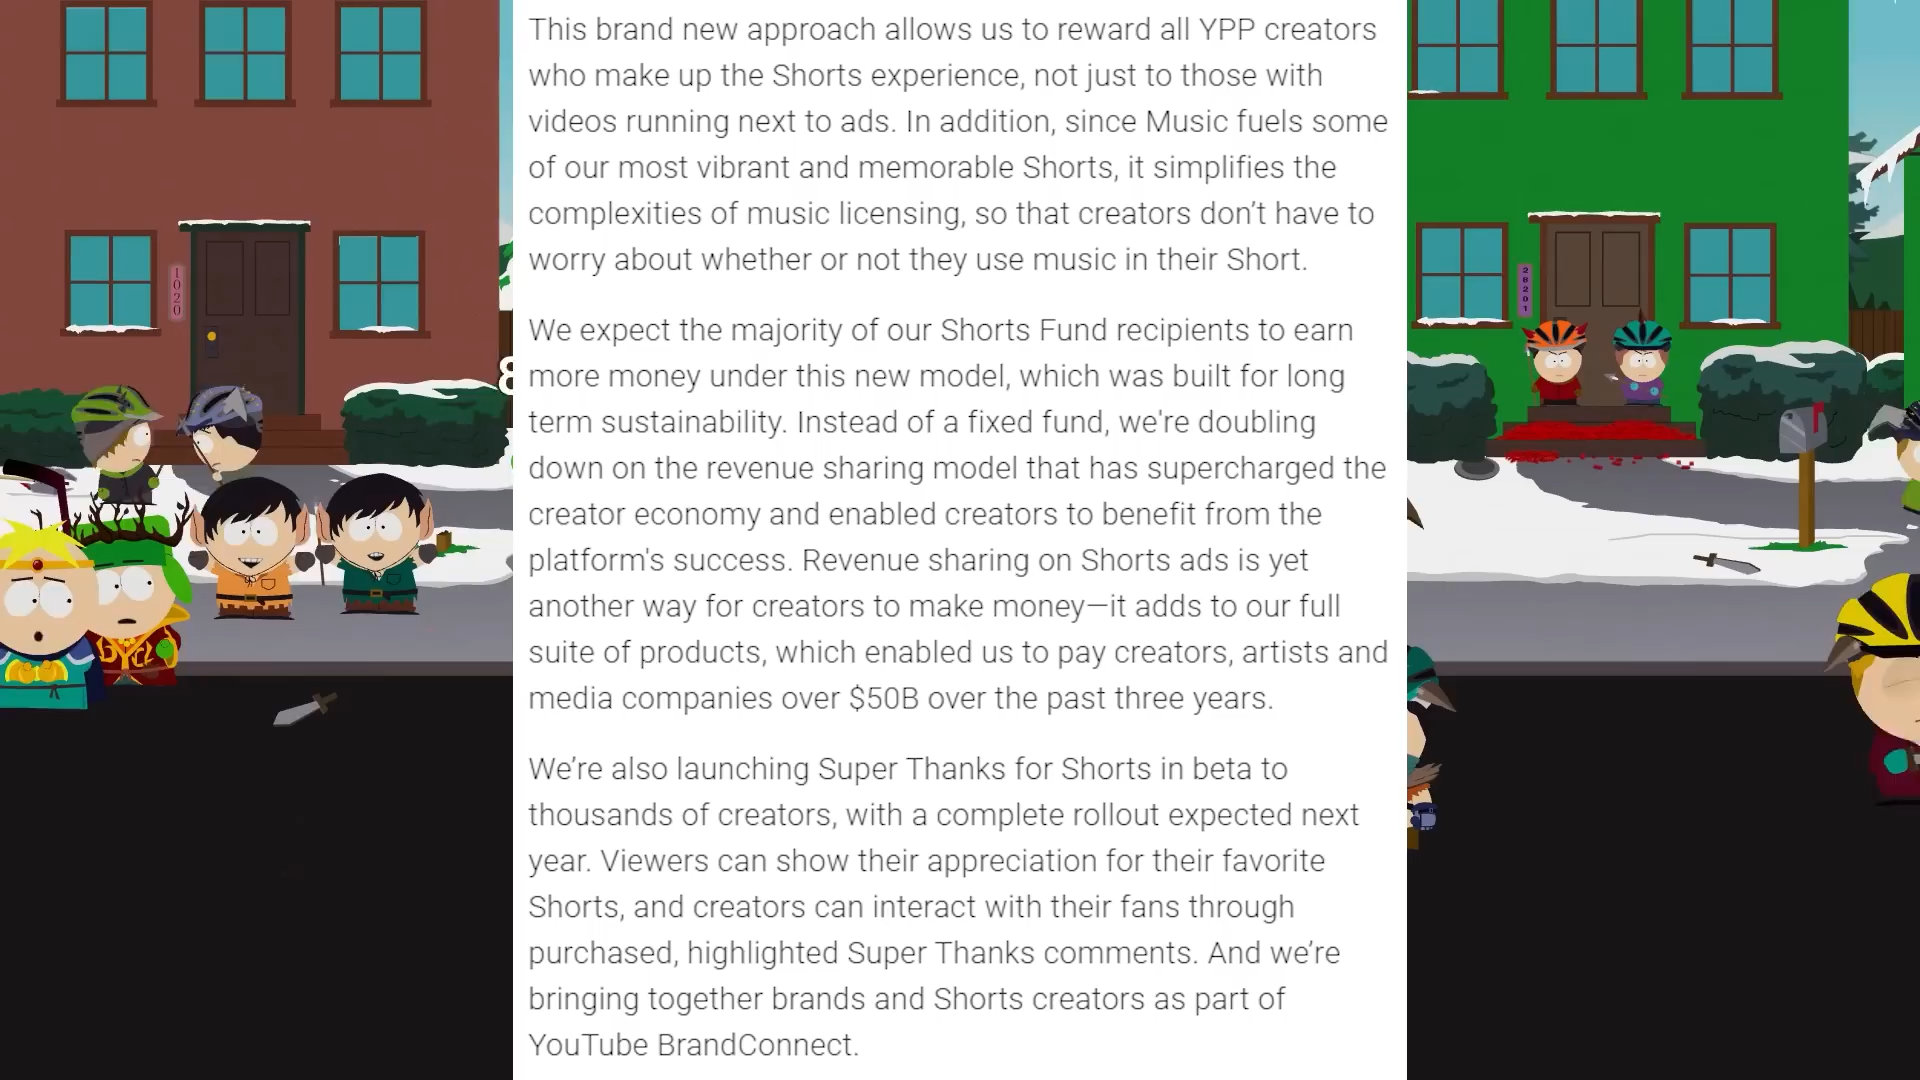 This brand new approach allows us to reward all YPP creators
who make up the Shorts experience, not just to those with
videos running next to ads. In addition, since Music fuels some
of our most vibrant and memorable Shorts, it simplifies the
complexities of music licensing, so that creators don’t have to
worry about whether or not they use music in their Short.
We expect the majority of our Shorts Fund recipients to earn
more money under this new model, which was built for long
term sustainability. Instead of a fixed fund, we're doubling
down on the revenue sharing model that has supercharged the
creator economy and enabled creators to benefit from the
platform's success. Revenue sharing on Shorts ads is yet
another way for creators to make money—it adds to our full
suite of products, which enabled us to pay creators, artists and
media companies over $50B over the past three years.
We’re also launching Super Thanks for Shorts in beta to
thousands of creators, with a complete rollout expected next
year. Viewers can show their appreciation for their favorite
Shorts, and creators can interact with their fans through
purchased, highlighted Super Thanks comments. And we’re
bringing together brands and Shorts creators as part of
YouTube BrandConnect.
1020
28201